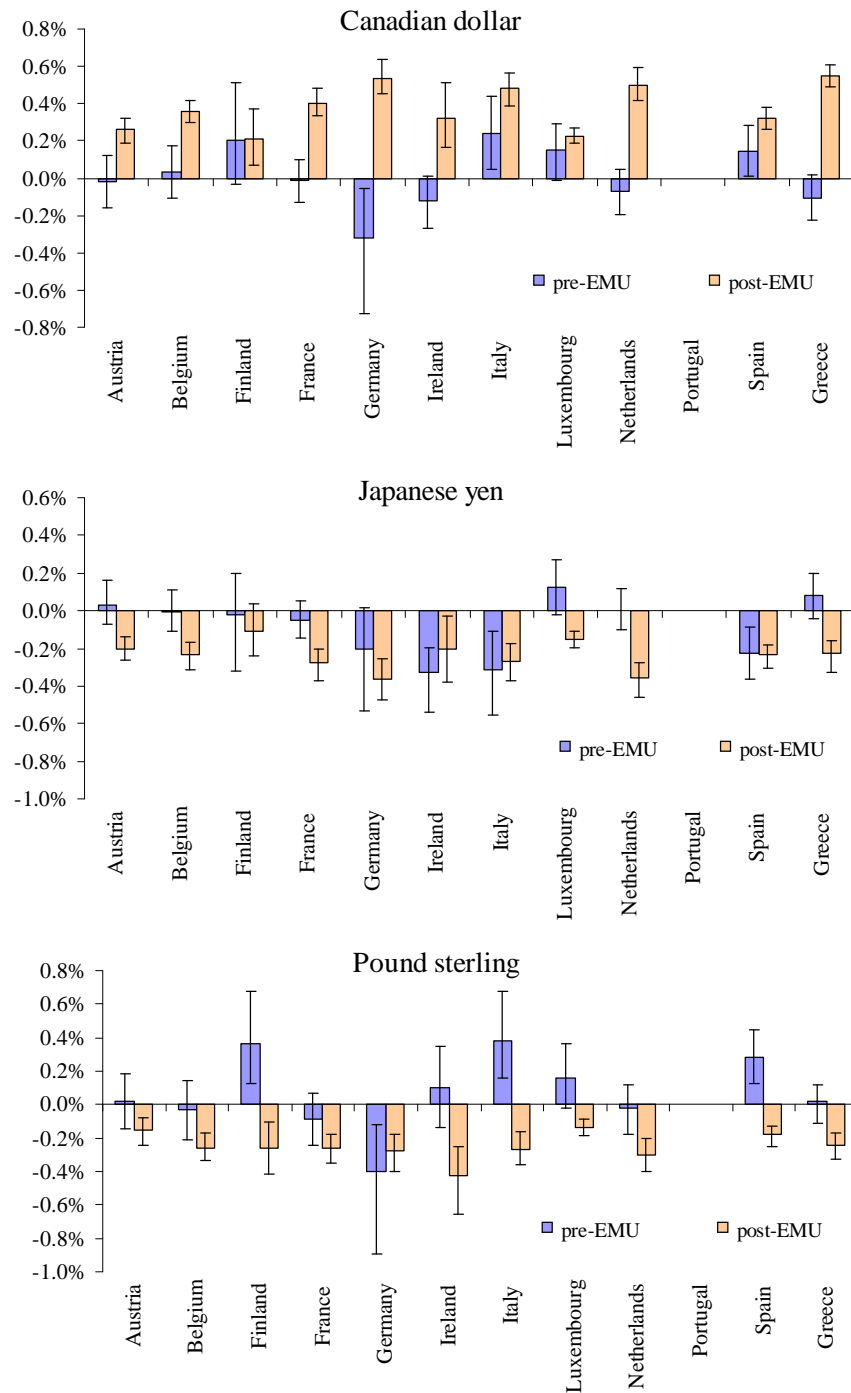 Canadian dollar
0.8%
0.6%
0.4%
0.2%
0.0%
-0.2%
-0.4%
-0.6%
-0.8%
pre-EMU post-EMU
Austria
Belgium
Finland
France
Germany
Ireland
Italy
Luxembourg
Netherlands
Portugal
Spain
Greece
Japanese yen
0.6%
0.4%
0.2%
0.0%
-0.2%
-0.4%
-0.6%
-0.8%
-1.0%
pre-EMU post-EMU
Austria
Belgium
Finland
France
Germany
Ireland
Italy
Luxembourg
Netherlands
Portugal
Spain
Greece
Pound sterling
0.8%
0.6%
0.4%
0.2%
0.0%
-0.2%
-0.4%
-0.6%
-0.8%
-1.0%
pre-EMU post-EMU
Austria
Belgium
Finland
France
Germany
Ireland
Italy
Luxembourg
Netherlands
Portugal
Spain
Greece